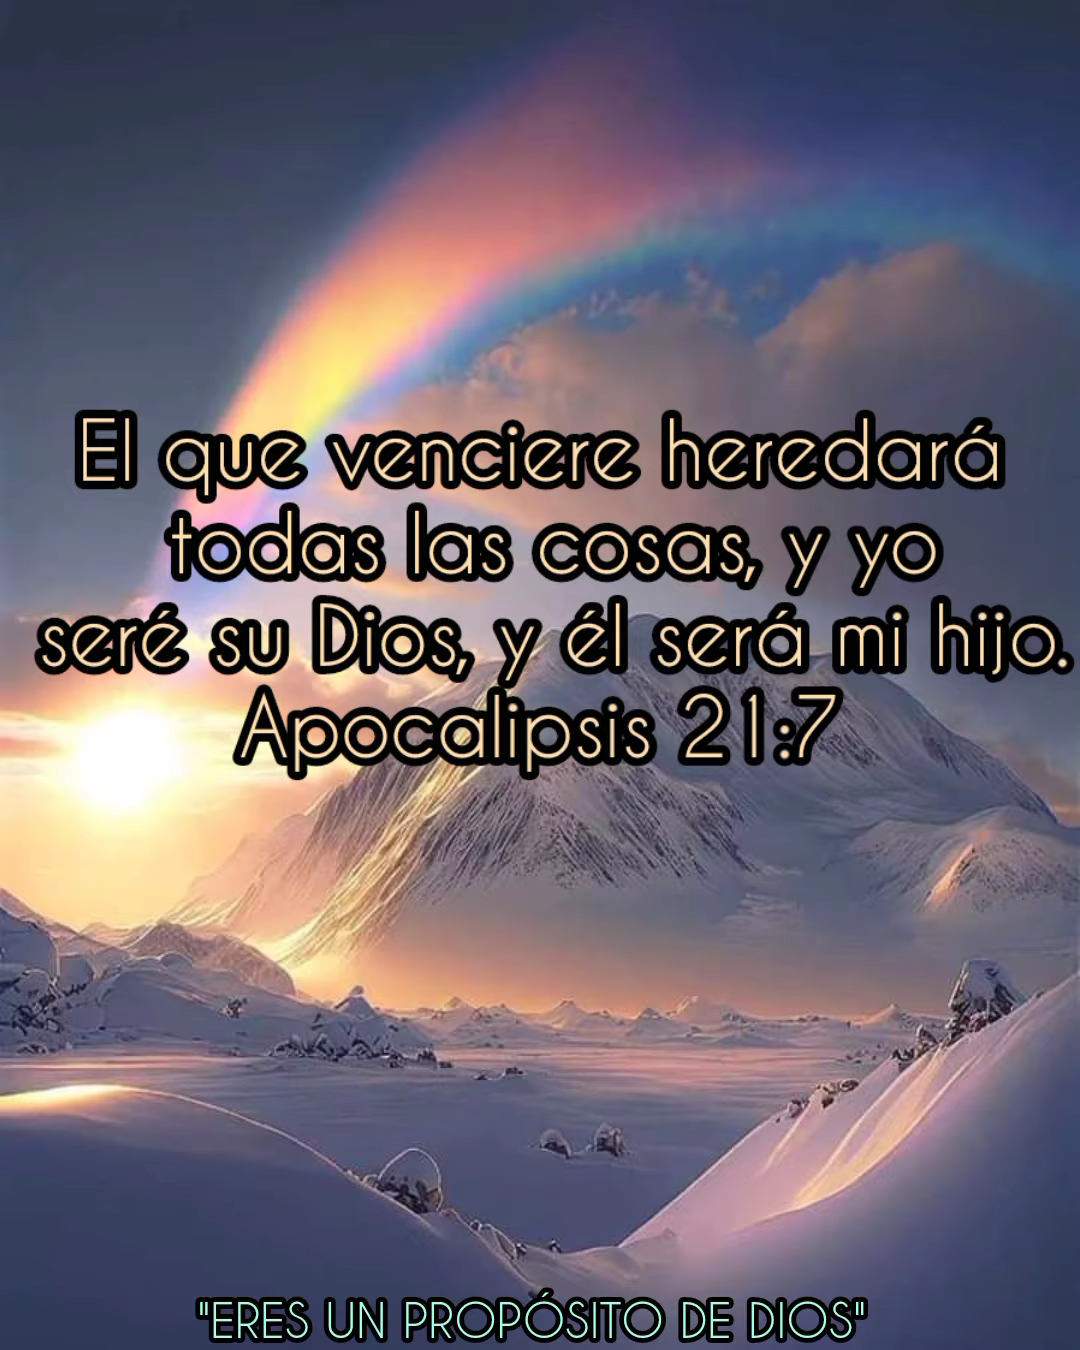 El que venciere heredará
todas las cosas, y yo
seré su Dios, y él será mi hijo.
Apocalipsis 21:7
"ERES UN PROPÓSITO DE DIOS"